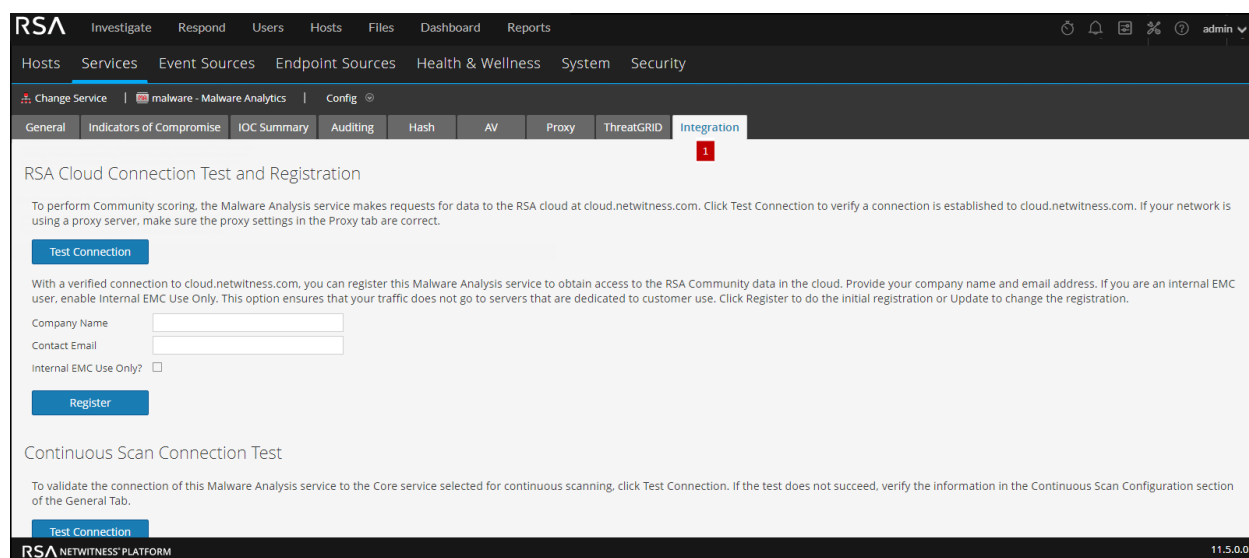 RSA Investigate Respond Users Hosts Files Dashboard Reports admin
Hosts Services Event Sources Endpoint Sources Health & Wellness System Security
Change Service | malware - Malware Analytics | Config
General Indicators of Compromise IOC Summary Auditing Hash AV Proxy ThreatGRID Integration
1
RSA Cloud Connection Test and Registration
To perform Community scoring, the Malware Analysis service makes requests for data to the RSA cloud at cloud.netwitness.com. Click Test Connection to verify a connection is established to cloud.netwitness.com. If your network is
using a proxy server, make sure the proxy settings in the Proxy tab are correct.
Test Connection
With a verified connection to cloud.netwitness.com, you can register this Malware Analysis service to obtain access to the RSA Community data in the cloud. Provide your company name and email address. If you are an internal EMC
user, enable Internal EMC Use Only. This option ensures that your traffic does not go to servers that are dedicated to customer use. Click Register to do the initial registration or Update to change the registration.
Company Name
Contact Email
Internal EMC Use Only?
Register
Continuous Scan Connection Test
To validate the connection of this Malware Analysis service to the Core service selected for continuous scanning, click Test Connection. If the test does not succeed, verify the information in the Continuous Scan Configuration section
of the General Tab.
Test Connection
RSA NETWITNESS® PLATFORM 11.5.0.0